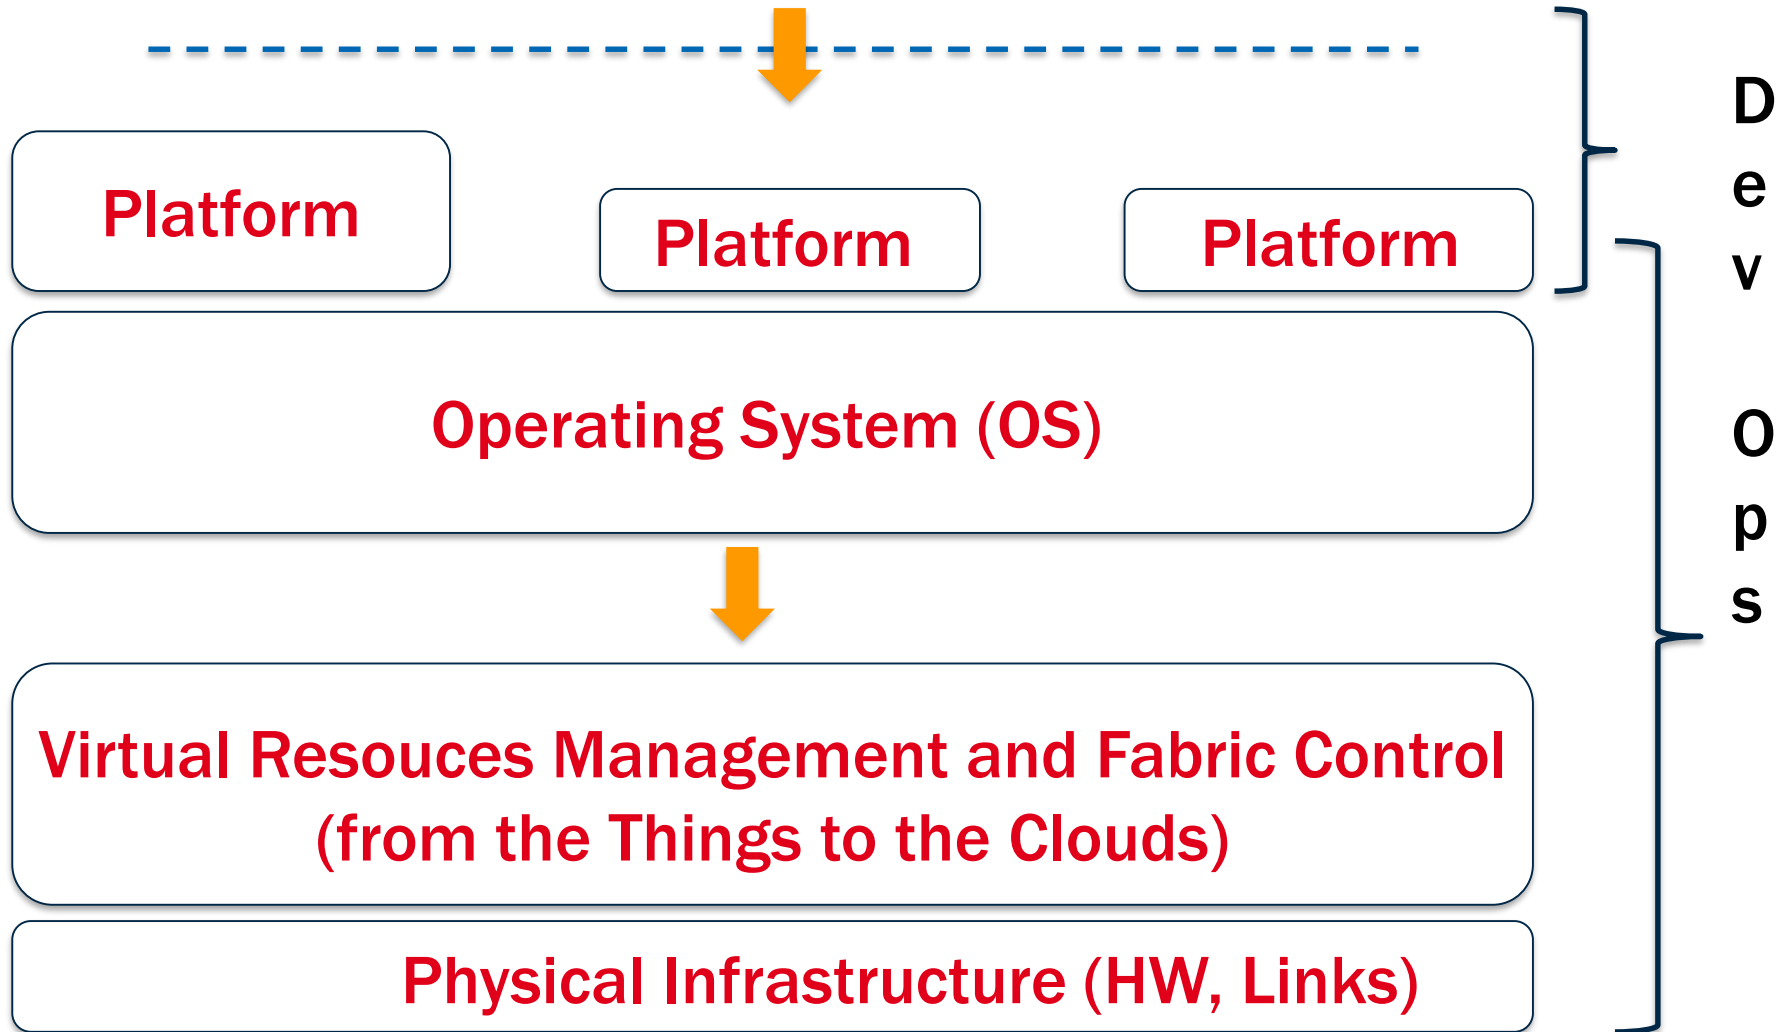 Platform
Platform
Platform
Operating System (OS)
Virtual Resouces Management and Fabric Control
(from the Things to the Clouds)
Physical Infrastructure (HW, Links)
D
e
v
O
p
s